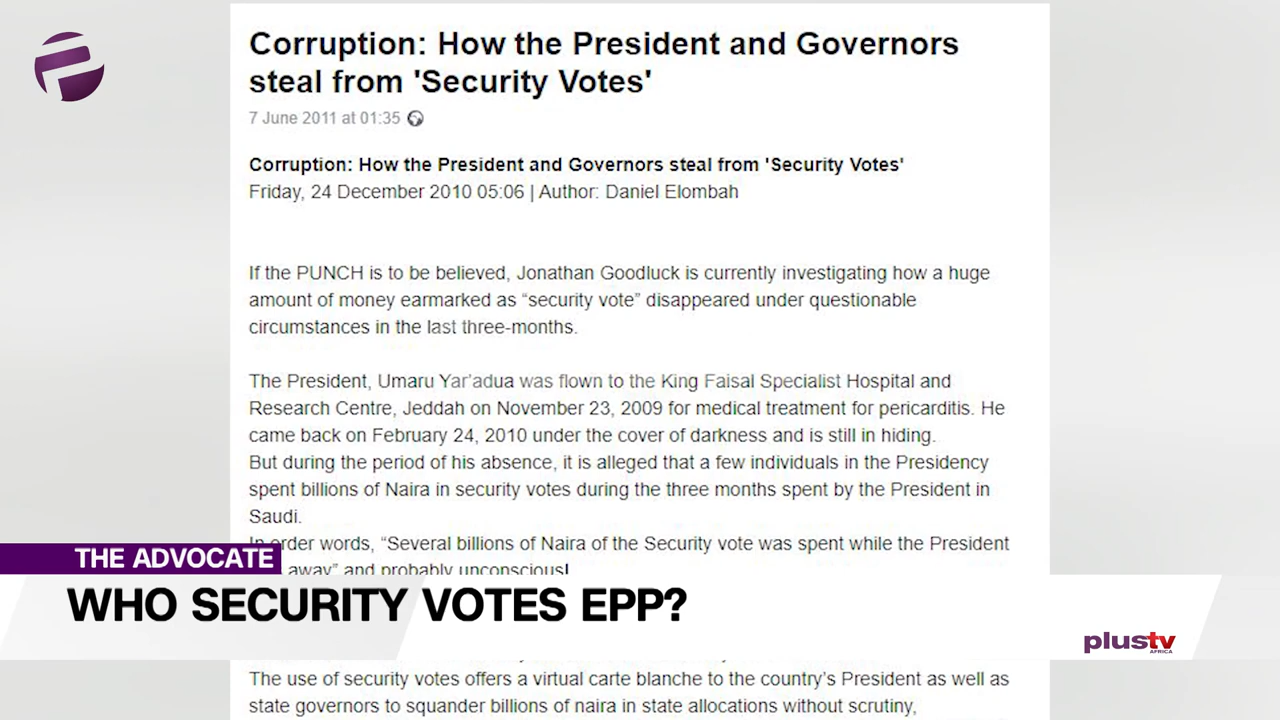 Corruption: How the President and Governors
steal from 'Security Votes'
7 June 2011 at 01:35
Corruption: How the President and Governors steal from 'Security Votes'
Friday, 24 December 2010 05:06 | Author: Daniel Elombah
If the PUNCH is to be believed, Jonathan Goodluck is currently investigating how a huge
amount of money earmarked as “security vote” disappeared under questionable
circumstances in the last three-months.
The President, Umaru Yar’adua was flown to the King Faisal Specialist Hospital and
Research Centre, Jeddah on November 23, 2009 for medical treatment for pericarditis. He
came back on February 24, 2010 under the cover of darkness and is still in hiding.
But during the period of his absence, it is alleged that a few individuals in the Presidency
spent billions of Naira in security votes during the three months spent by the President in
Saudi.
In order words, “Several billions of Naira of the Security vote was spent while the President
away” and probably unconscious!
THE ADVOCATE
WHO SECURITY VOTES EPP?
plustv
AFRICA
The use of security votes offers a virtual carte blanche to the country’s President as well as
state governors to squander billions of naira in state allocations without scrutiny,